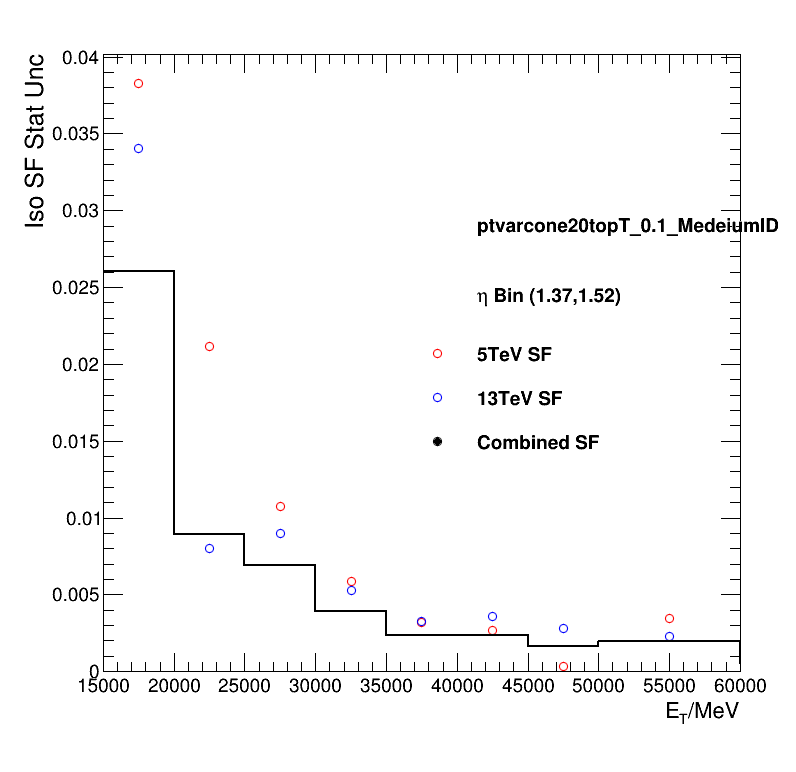 Iso SF Stat Unc
0.04
0.035
0.03
0.025
0.02
0.015
0.01
0.005
0
ptvarcone20topT_0.1_MedeiumID
η Bin (1.37,1.52)
5TeV SF
13TeV SF
Combined SF
15000 20000 25000 30000 35000 40000 45000 50000 55000 60000
E_T/MeV